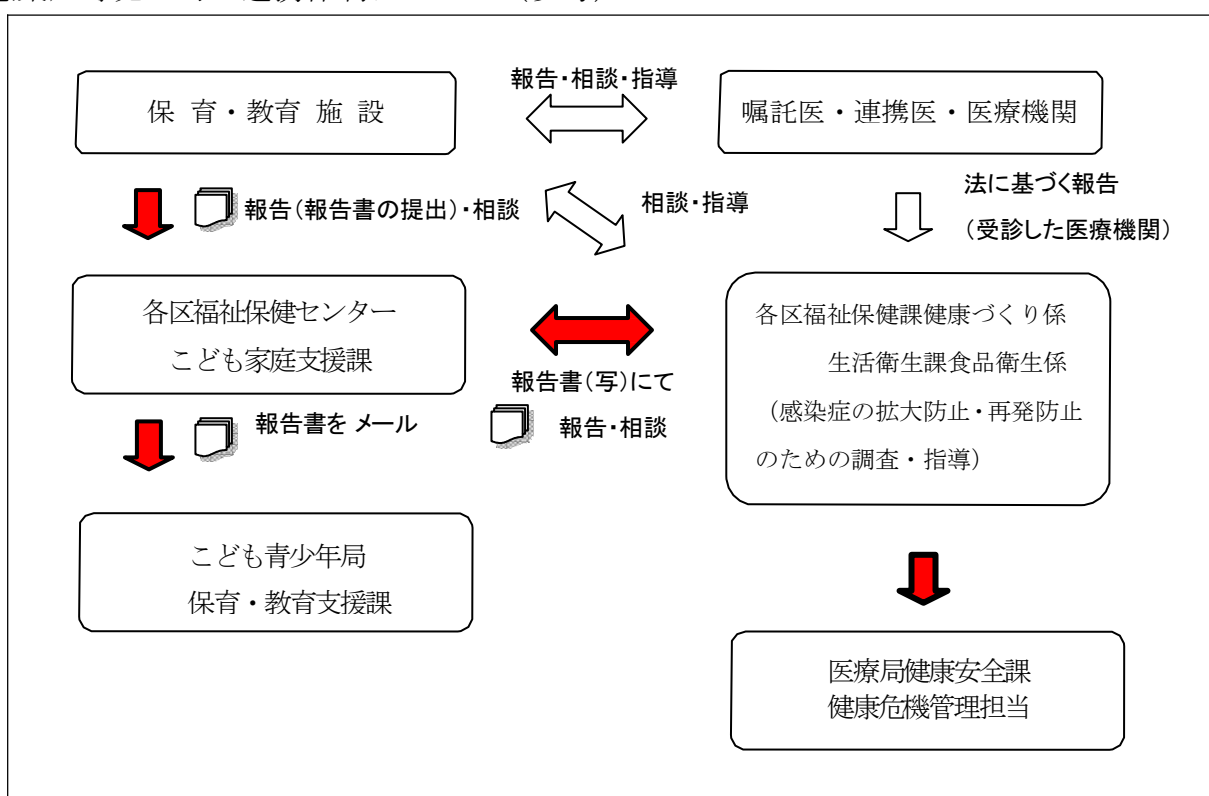 報告・相談・指導
保 育・教育 施 設
嘱託医・連携医・医療機関
報告（報告書の提出）・相談
相談・指導
法に基づく報告
（受診した医療機関）
各区福祉保健センター
こども家庭支援課
報告書（写）にて
報告・相談
各区福祉保健課健康づくり係
生活衛生課食品衛生係
（感染症の拡大防止・再発防止
のための調査・指導）
報告書を メール
こども青少年局
保育・教育支援課
医療局健康安全課
健康危機管理担当